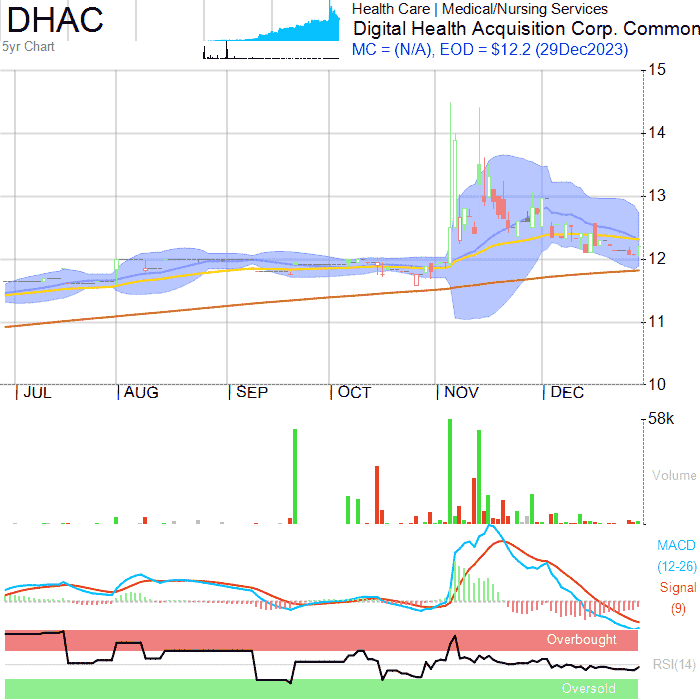 DHAC
5yr Chart
Health Care | Medical/Nursing Services
Digital Health Acquisition Corp. Common
MC = (N/A), EOD = $12.2 (29Dec2023)
15
14
13
12
11
10
JUL AUG SEP OCT NOV DEC
58k
Volume
MACD
(12-26)
Signal
(9)
Overbought
RSI(14)
Oversold